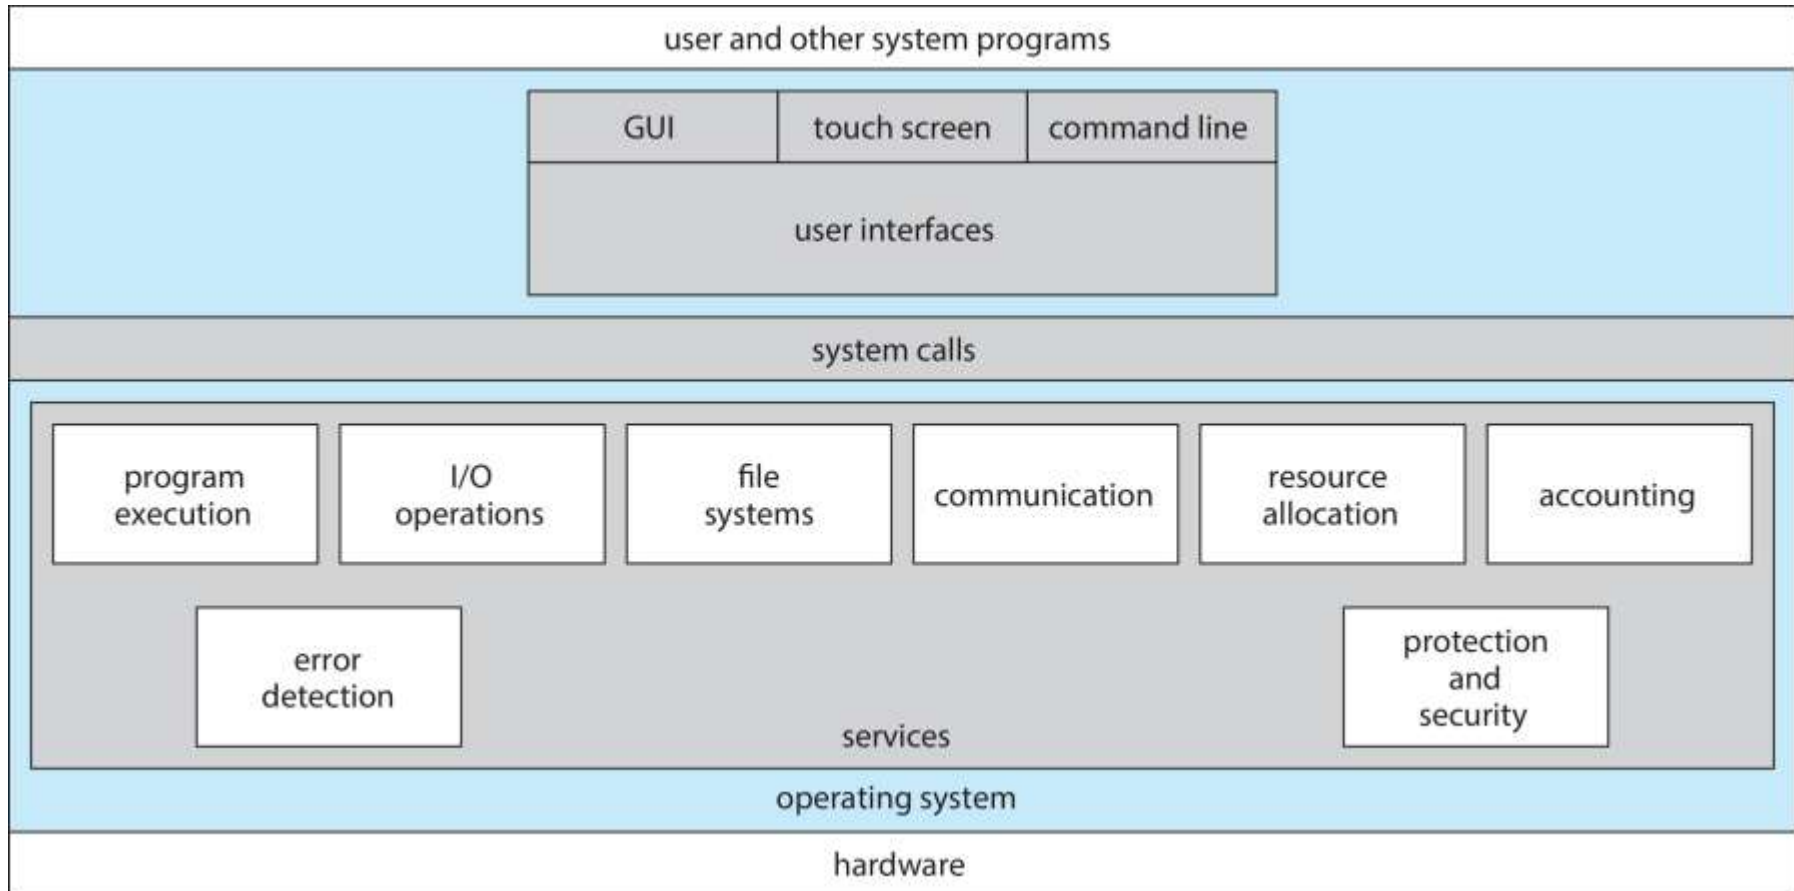 user and other system programs
GUI
touch screen
command line
user interfaces
system calls
program
execution
I/O
operations
file
systems
communication
resource
allocation
accounting
error
detection
protection
and
security
services
operating system
hardware